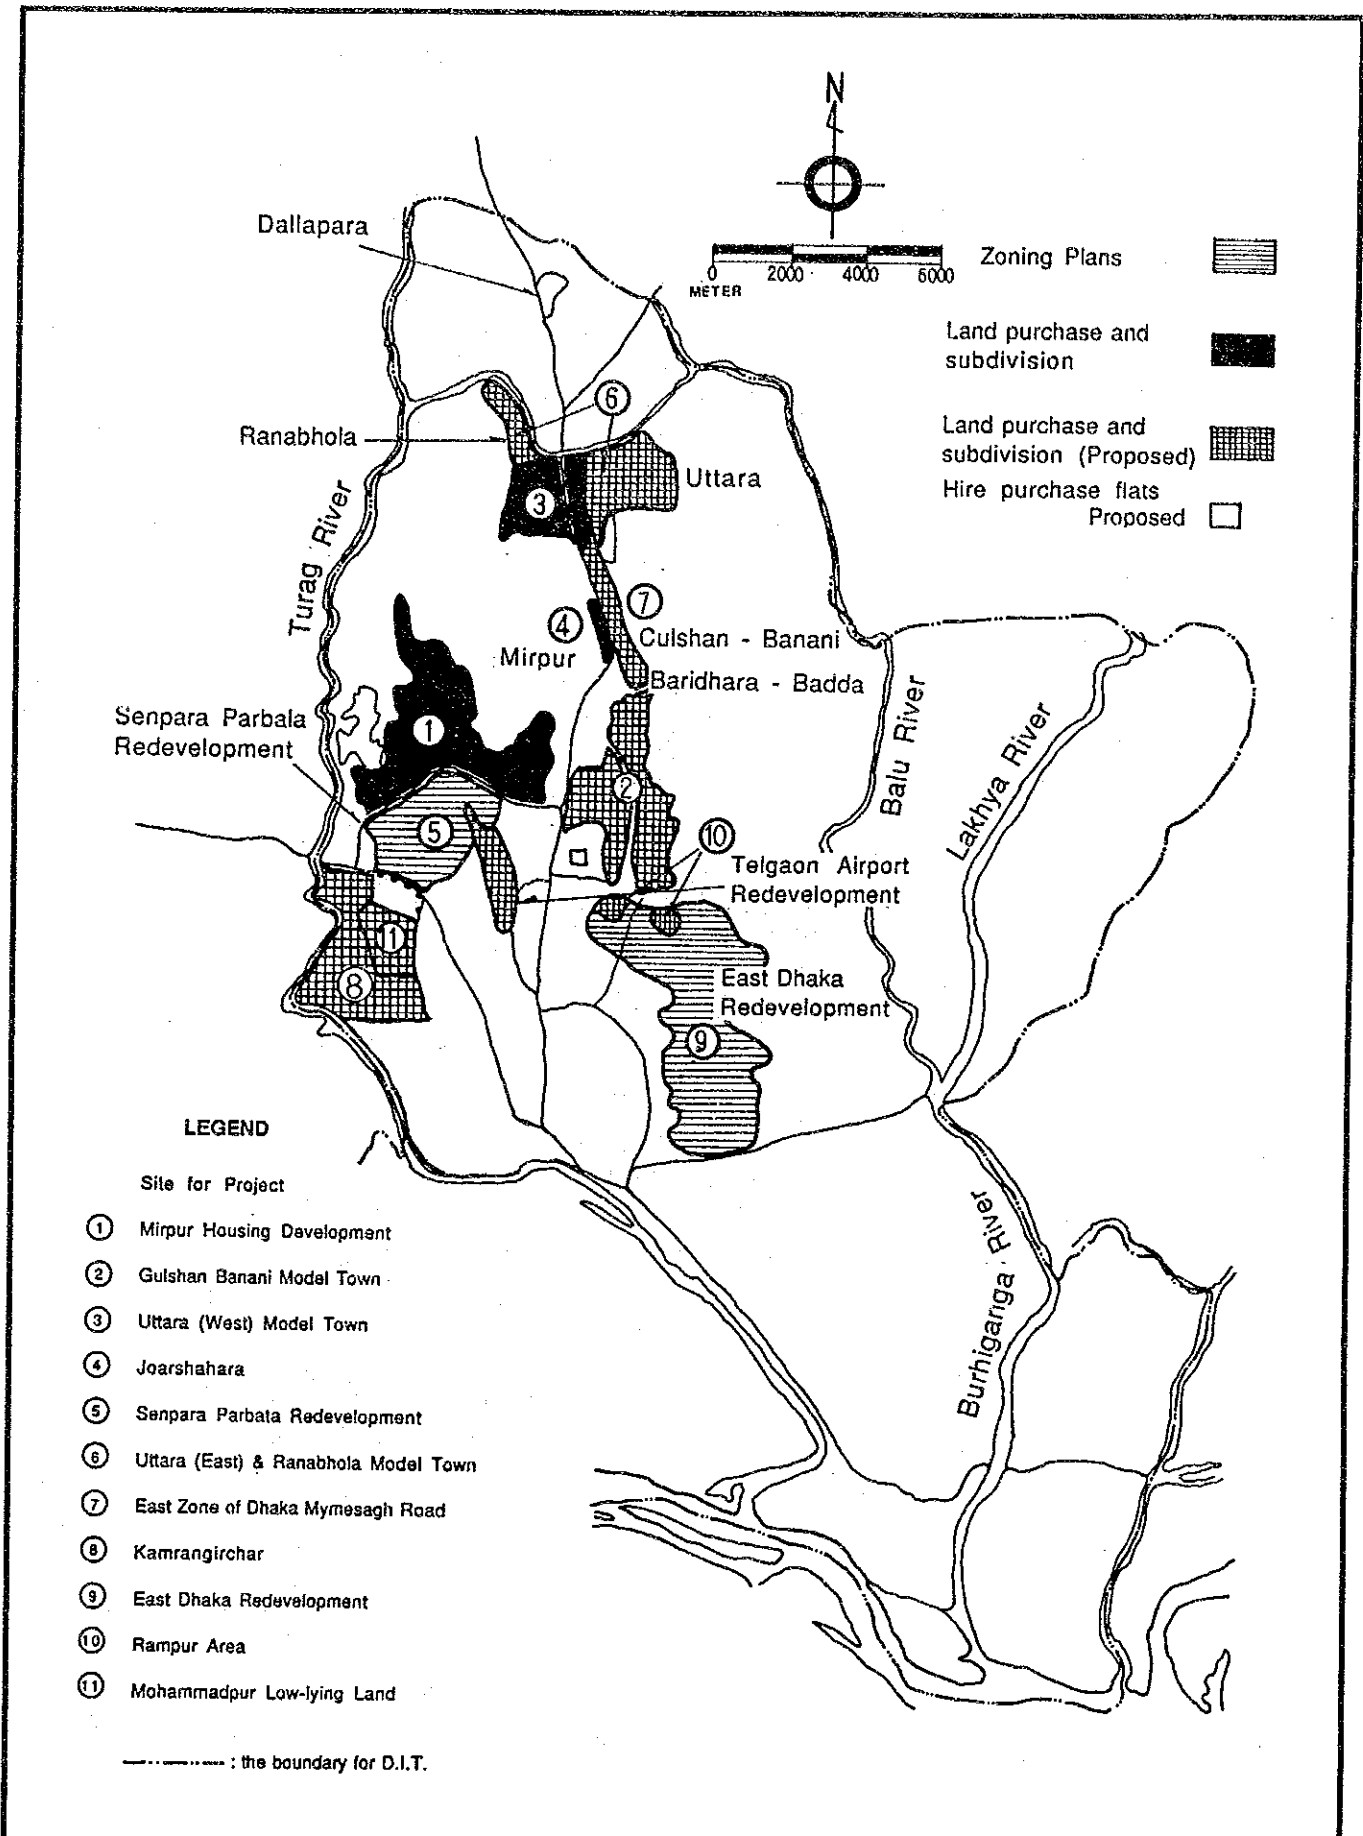 N
0 2000 4000 6000
METER
Zoning Plans
Land purchase and
subdivision
Land purchase and
subdivision (Proposed)
Hire purchase flats
Proposed
Dallapara
Ranabhola
6
3
Uttara
Turag River
7
4
Culshan - Banani
Mirpur
Baridhara - Badda
Senpara Parbala
Redevelopment
1
2
Balu River
Lakhya River
5
10
Telgaon Airport
Redevelopment
11
8
East Dhaka
Redevelopment
9
Burhiganga River
LEGEND
Site for Project
1 Mirpur Housing Development
2 Gulshan Banani Model Town
3 Uttara (West) Model Town
4 Joarshahara
5 Senpara Parbata Redevelopment
6 Uttara (East) & Ranabhola Model Town
7 East Zone of Dhaka Mymesagh Road
8 Kamrangirchar
9 East Dhaka Redevelopment
10 Rampur Area
11 Mohammadpur Low-lying Land
: the boundary for D.I.T.